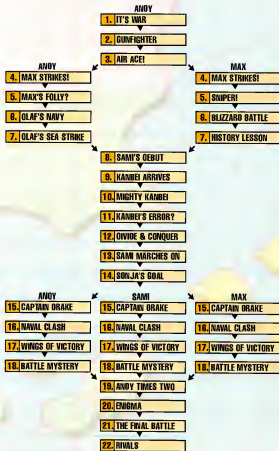 ANDY
1. IT'S WAR
2. GUNFIGHTER
3. AIR ACE!
ANDY
4. MAX STRIKES!
5. MAX'S FOLLY?
6. OLAF'S NAVY
7. OLAF'S SEA STRIKE
MAX
4. MAX STRIKES!
5. SNIPER!
6. BLIZZARD BATTLE
7. HISTORY LESSON
8. SAMI'S DEBUT
9. KANBEI ARRIVES
10. MIGHTY KANBEI
11. KANBEI'S ERROR?
12. DIVIDE & CONQUER
13. SAMI MARCHES ON
14. SONJA'S GOAL
ANDY
15. CAPTAIN DRAKE
16. NAVAL CLASH
17. WINGS OF VICTORY
18. BATTLE MYSTERY
SAMI
15. CAPTAIN DRAKE
16. NAVAL CLASH
17. WINGS OF VICTORY
18. BATTLE MYSTERY
MAX
15. CAPTAIN DRAKE
16. NAVAL CLASH
17. WINGS OF VICTORY
18. BATTLE MYSTERY
19. ANDY TIMES TWO
20. ENIGMA
21. THE FINAL BATTLE
22. RIVALS